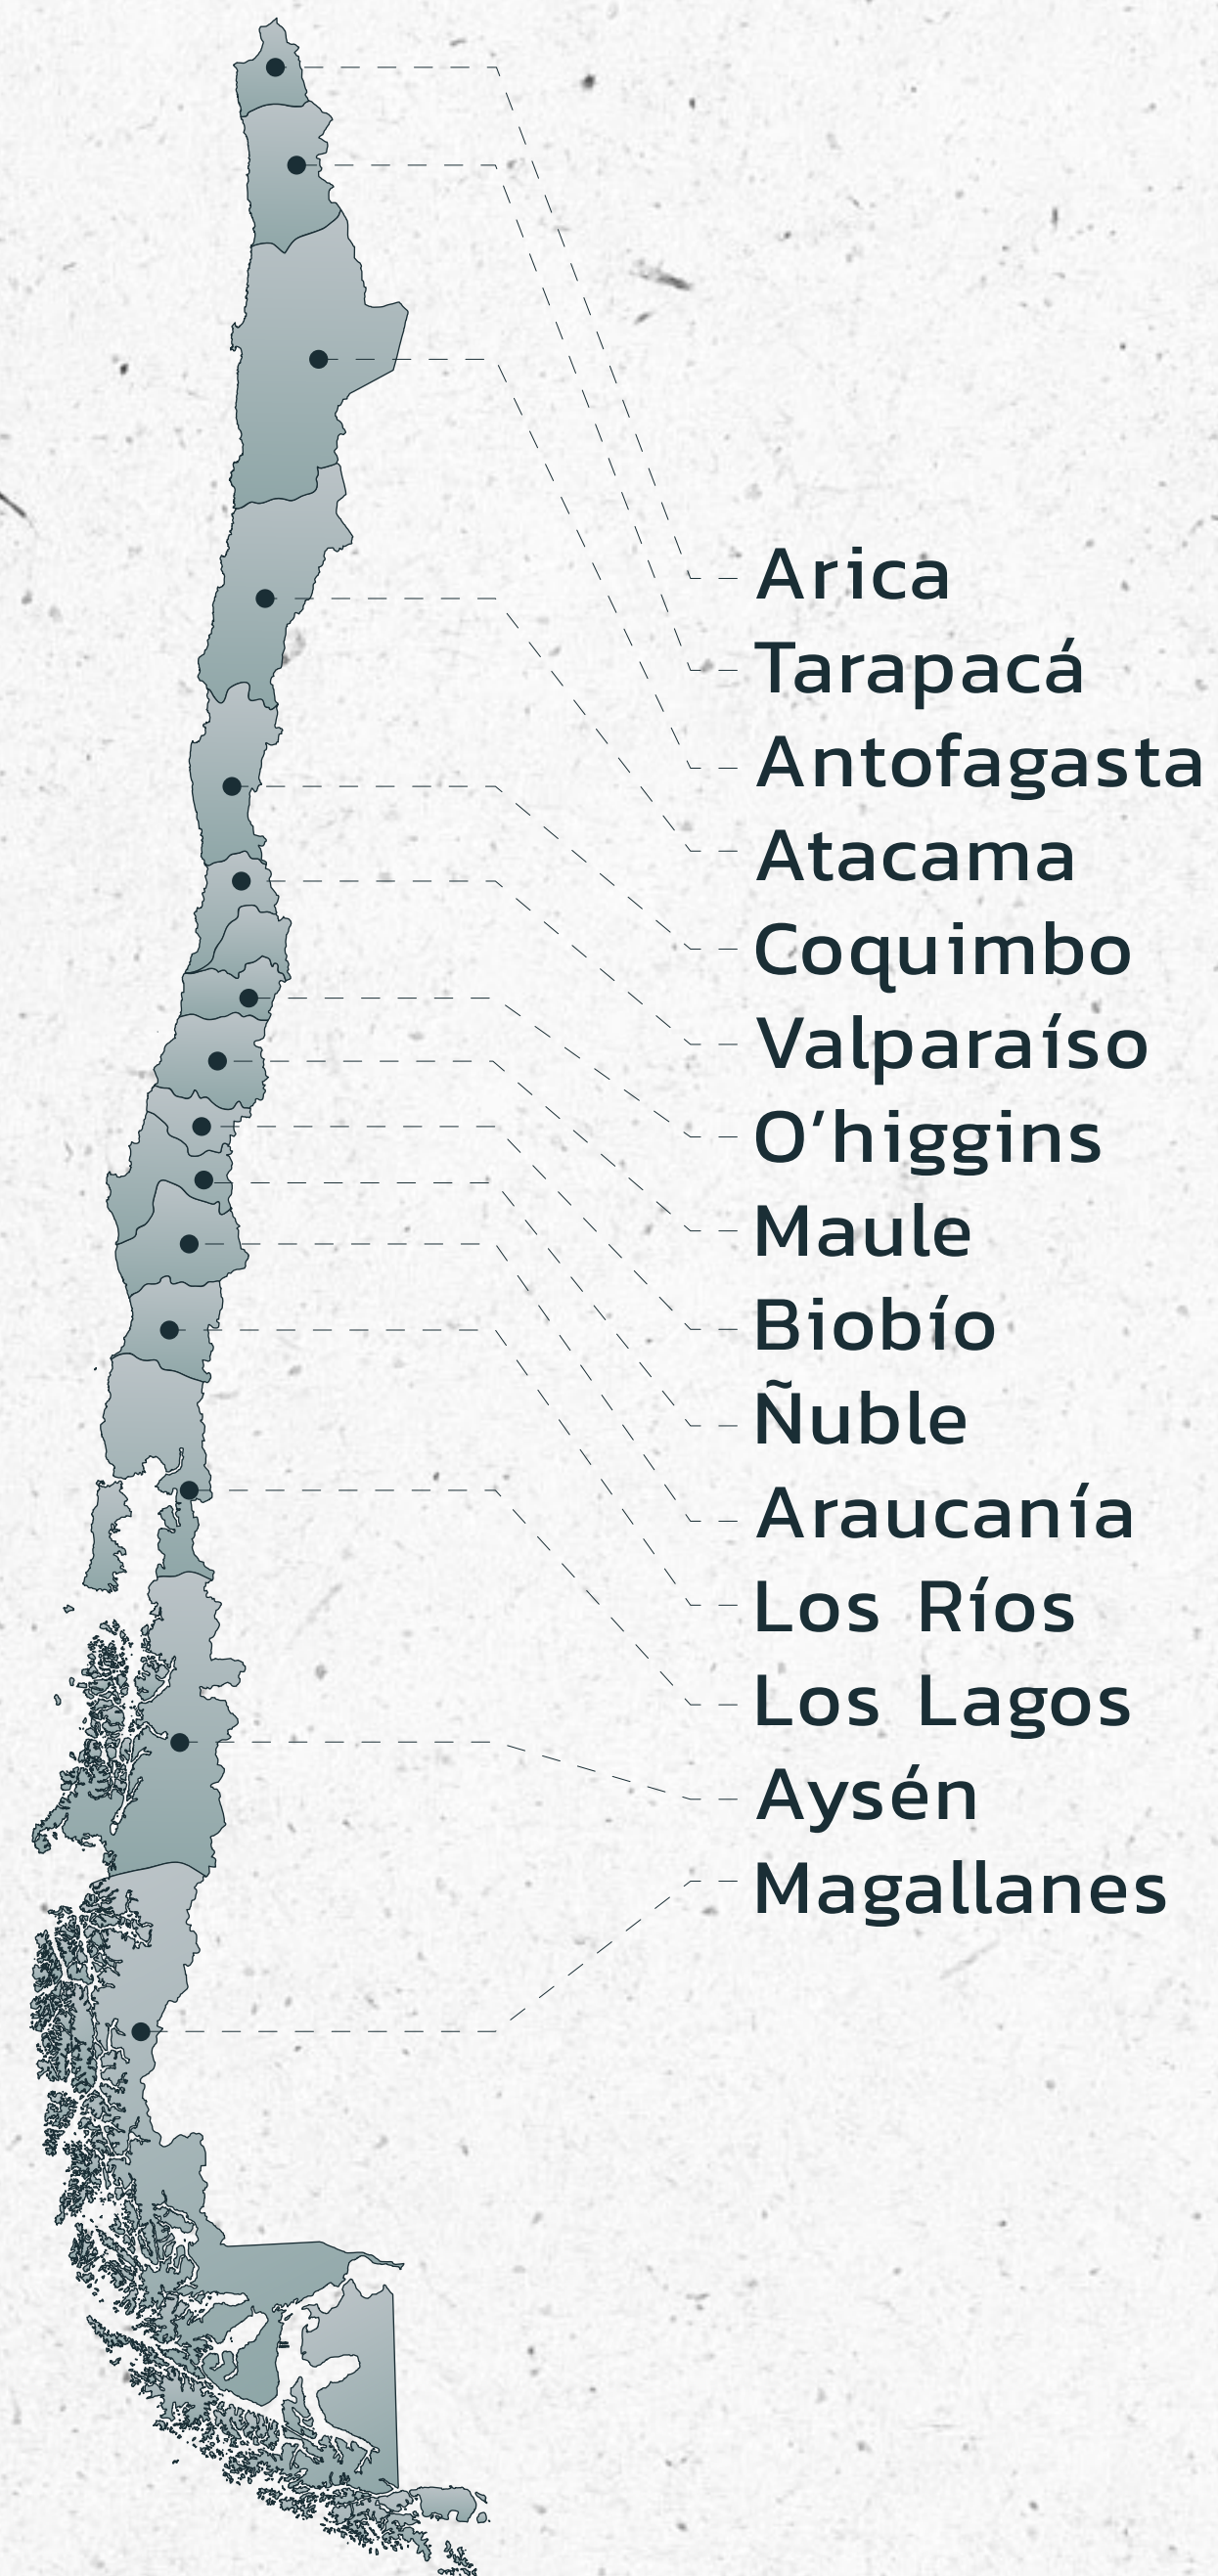 Arica
Tarapacá
Antofagasta
Atacama
Coquimbo
Valparaíso
O’higgins
Maule
Biobío
Ñuble
Araucanía
Los Ríos
Los Lagos
Aysén
Magallanes